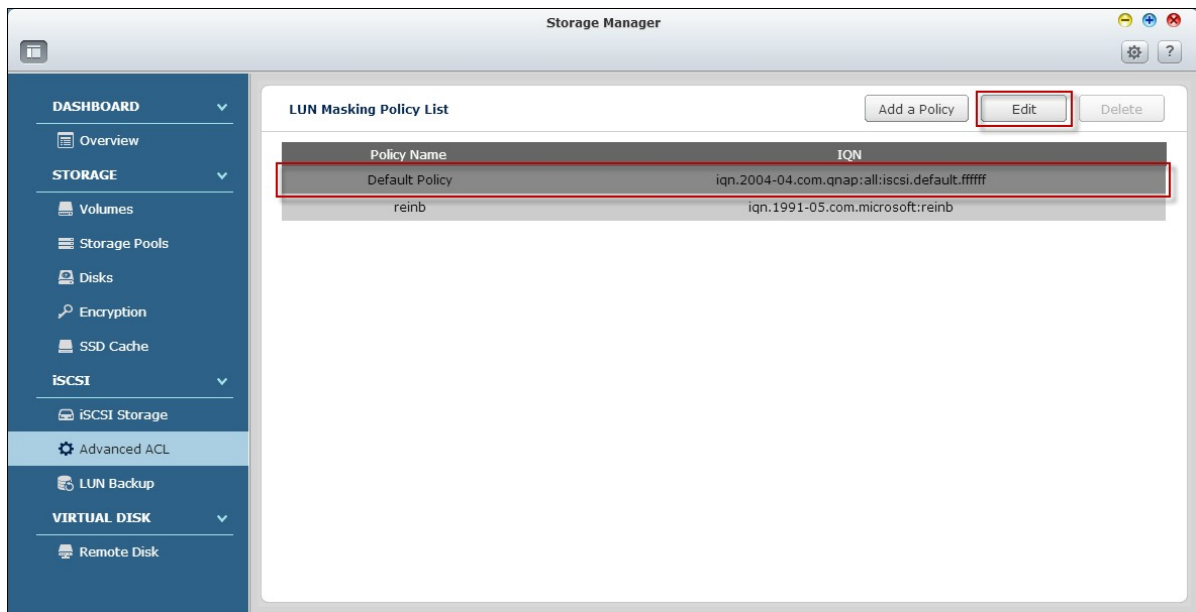 Storage Manager
?
DASHBOARD
Overview
STORAGE
Volumes
Storage Pools
Disks
Encryption
SSD Cache
iSCSI
iSCSI Storage
Advanced ACL
LUN Backup
VIRTUAL DISK
Remote Disk
LUN Masking Policy List
Add a Policy
Edit
Delete
Policy Name IQN
Default Policy iqn.2004-04.com.qnap:all:iscsi.default.ffffff
reinb iqn.1991-05.com.microsoft:reinb